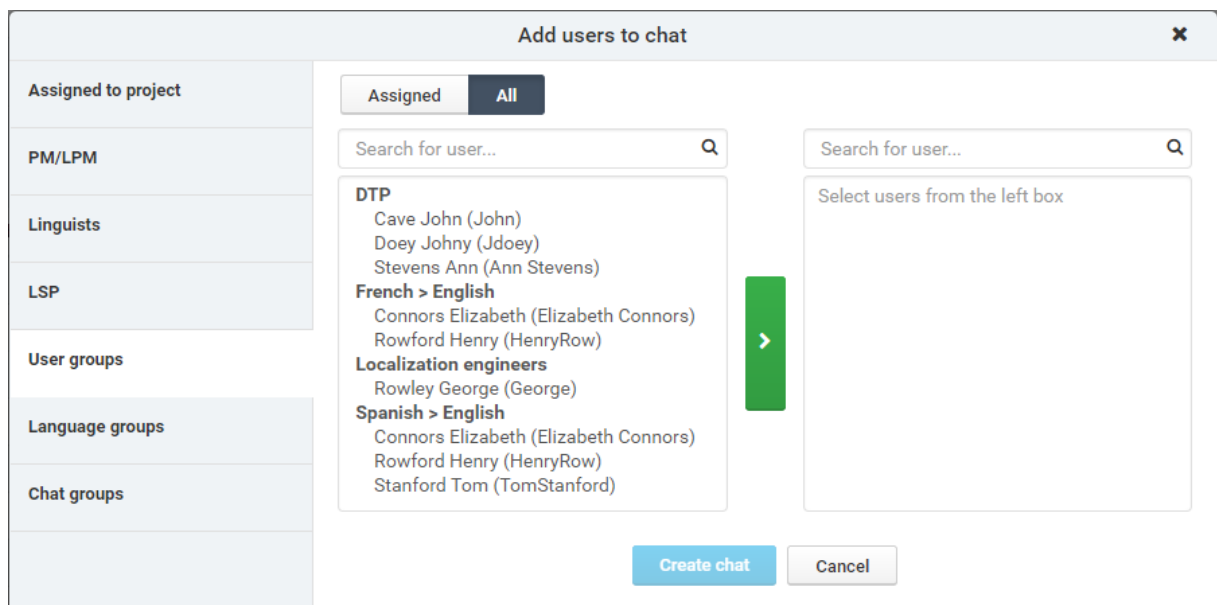 Add users to chat
Assigned to project
PM/LPM
Linguists
LSP
User groups
Language groups
Chat groups
Assigned
All
Search for user...
DTP
Cave John (John)
Doey Johny (Jdoey)
Stevens Ann (Ann Stevens)
French > English
Connors Elizabeth (Elizabeth Connors)
Rowford Henry (HenryRow)
Localization engineers
Rowley George (George)
Spanish > English
Connors Elizabeth (Elizabeth Connors)
Rowford Henry (HenryRow)
Stanford Tom (TomStanford)
Search for user...
Select users from the left box
Create chat
Cancel